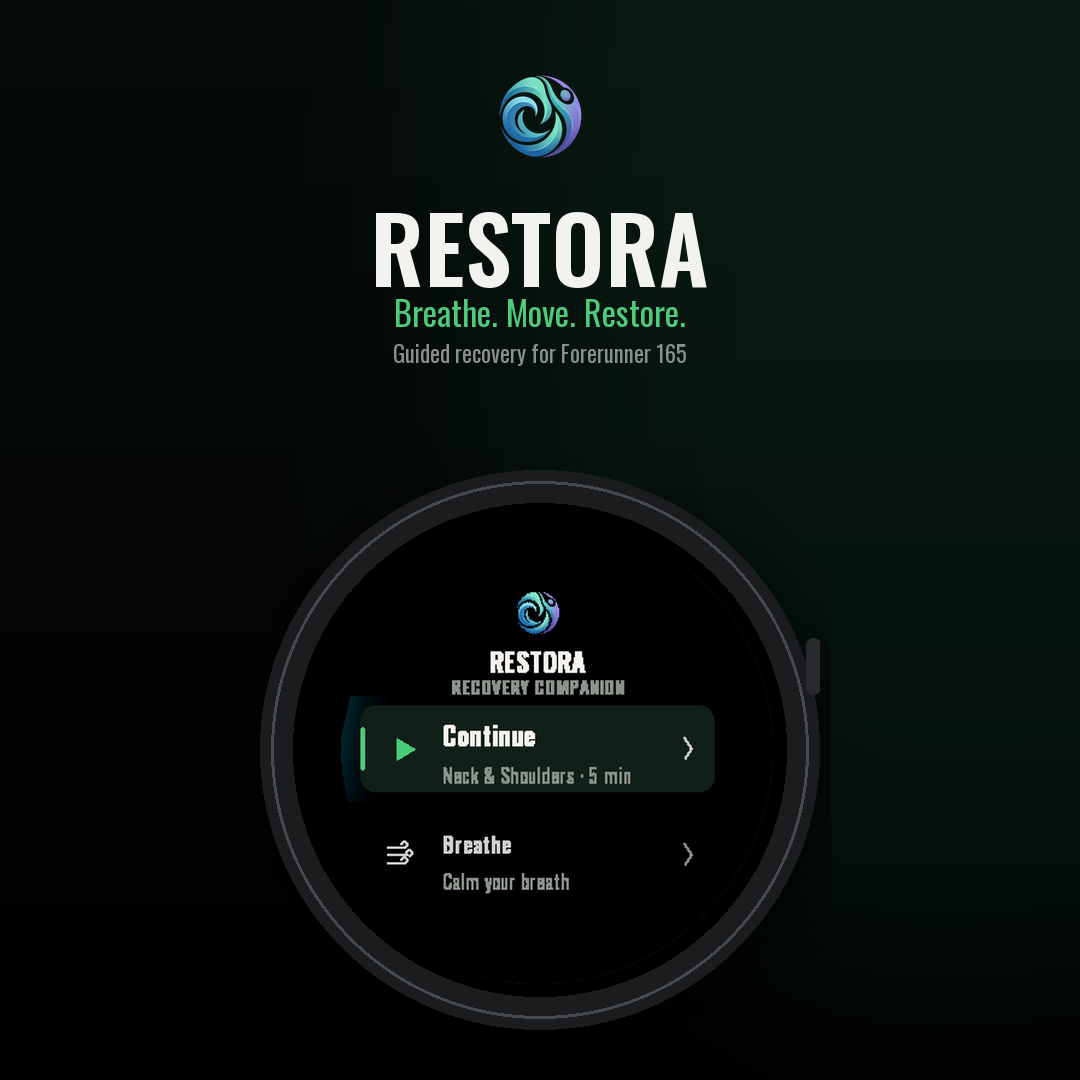 RESTORA
Breathe. Move. Restore.
Guided recovery for Forerunner 165
RESTORA
RECOVERY COMPANION
Continue
Neck & Shoulders · 5 min
Breathe
Calm your breath